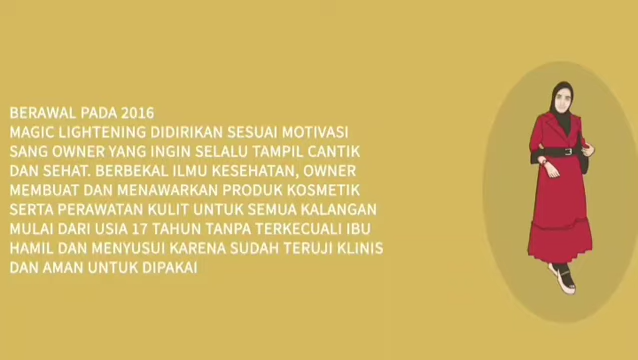 BERAWAL PADA 2016
MAGIC LIGHTENING DIDIRIKAN SESUAI MOTIVASI
SANG OWNER YANG INGIN SELALU TAMPIL CANTIK
DAN SEHAT. BERBEKAL ILMU KESEHATAN, OWNER
MEMBUAT DAN MENAWARKAN PRODUK KOSMETIK
SERTA PERAWATAN KULIT UNTUK SEMUA KALANGAN
MULAI DARI USIA 17 TAHUN TANPA TERKECUALI IBU
HAMIL DAN MENYUSUI KARENA SUDAH TERUJI KLINIS
DAN AMAN UNTUK DIPAKAI